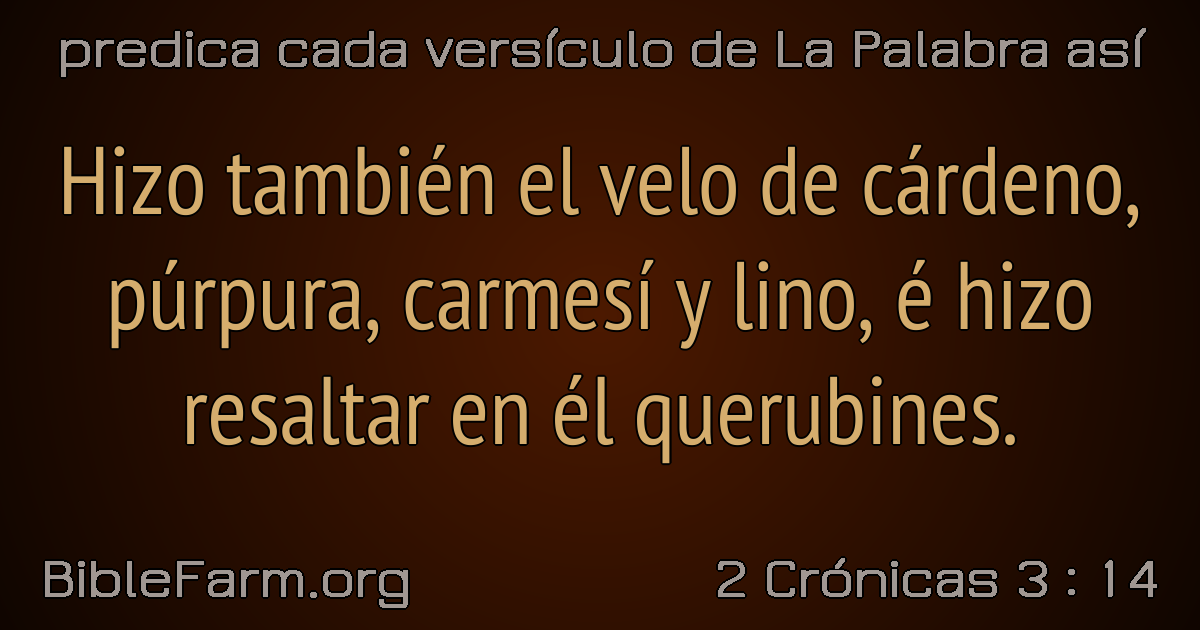 predica cada versículo de La Palabra así
Hizo también el velo de cárdeno,
púrpura, carmesí y lino, é hizo
resaltar en él querubines.
BibleFarm.org
2 Crónicas 3 : 14